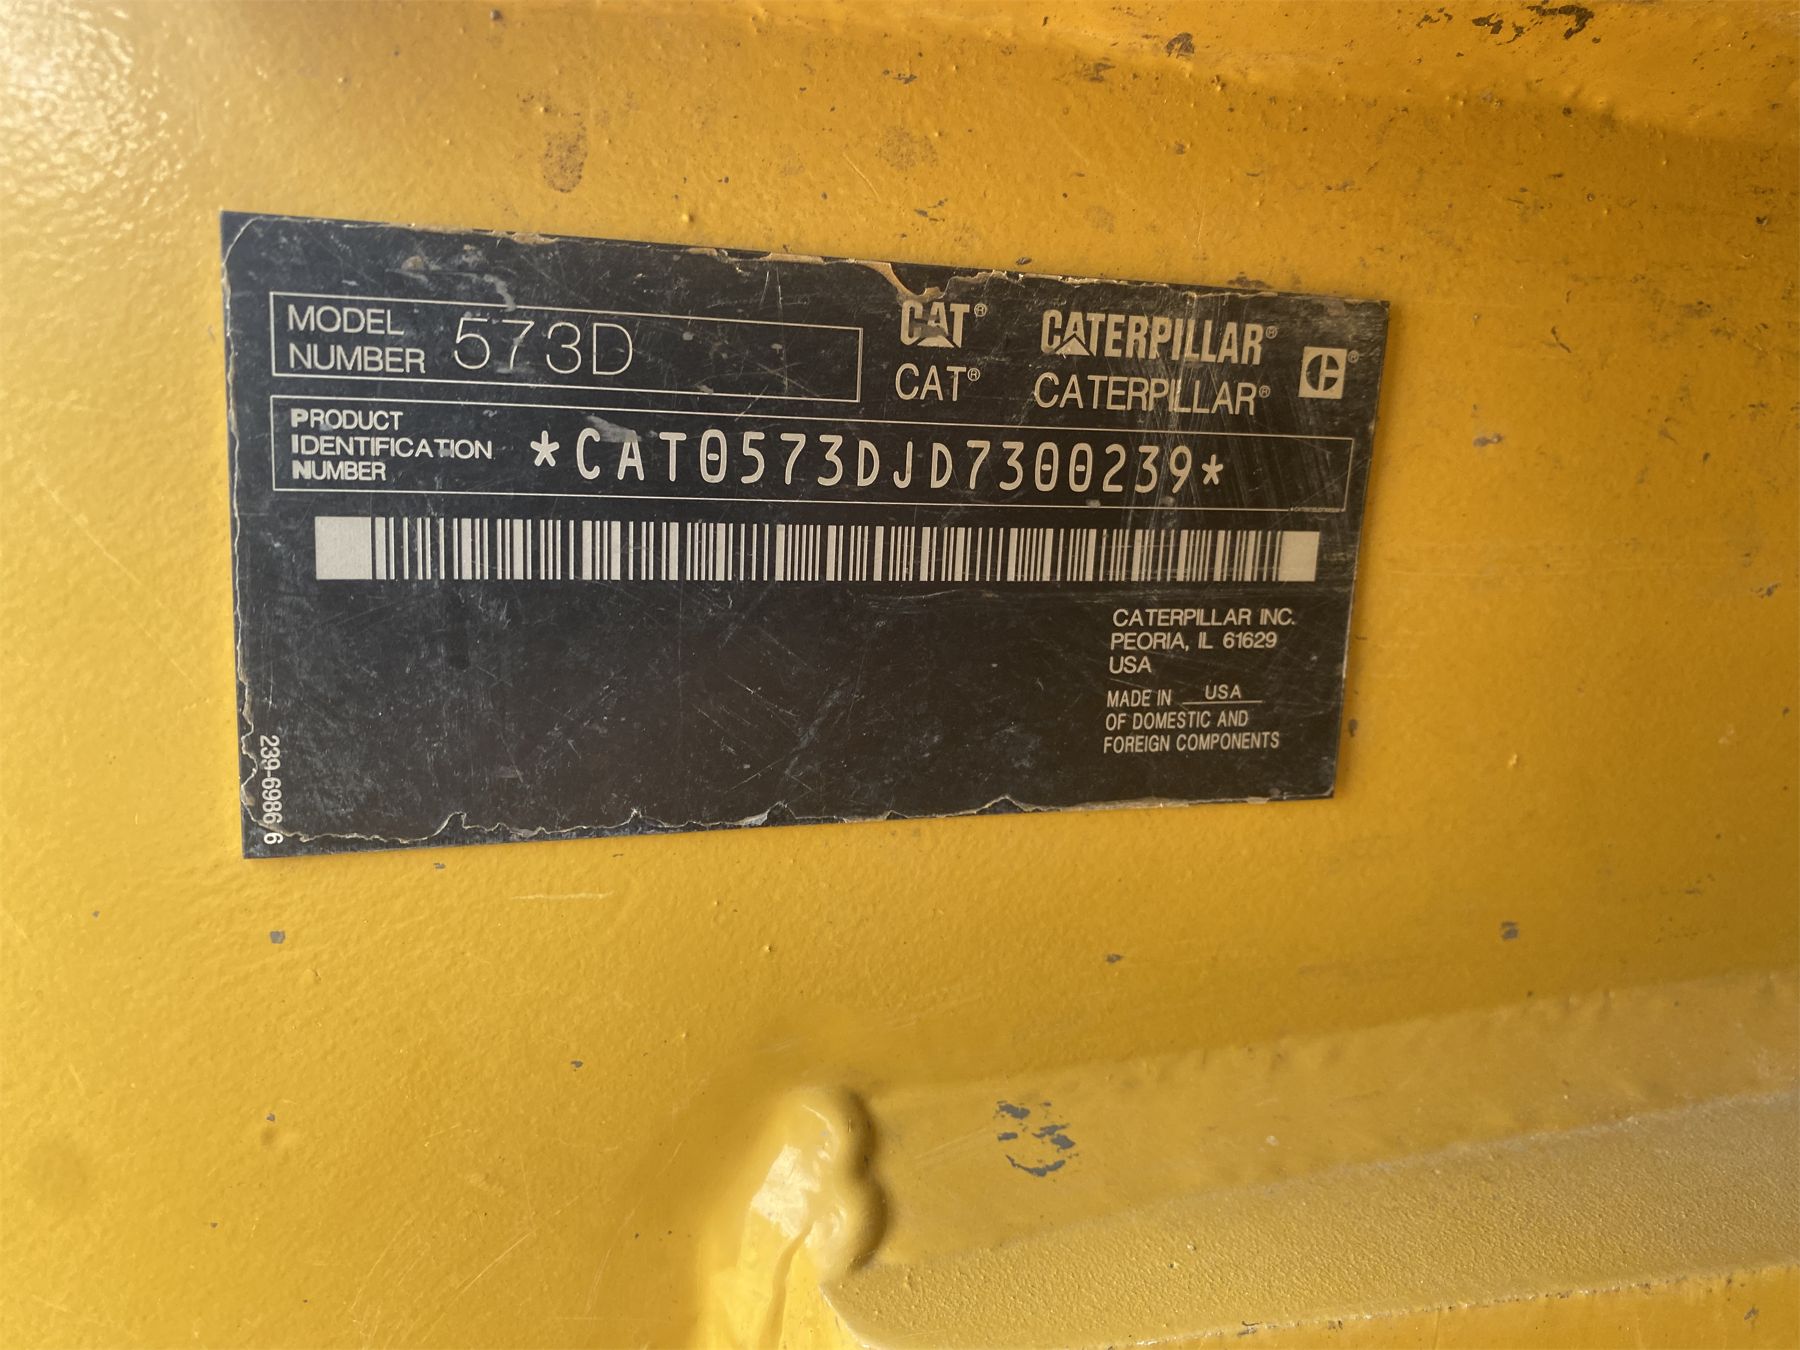 MODEL NUMBER 573D
CAT® CATERPILLAR®
CAT® CATERPILLAR®
PRODUCT
IDENTIFICATION
NUMBER
*CAT0573DJD7300239*
CATERPILLAR INC.
PEORIA, IL 61629
USA
MADE IN USA
OF DOMESTIC AND
FOREIGN COMPONENTS
239-6986 6